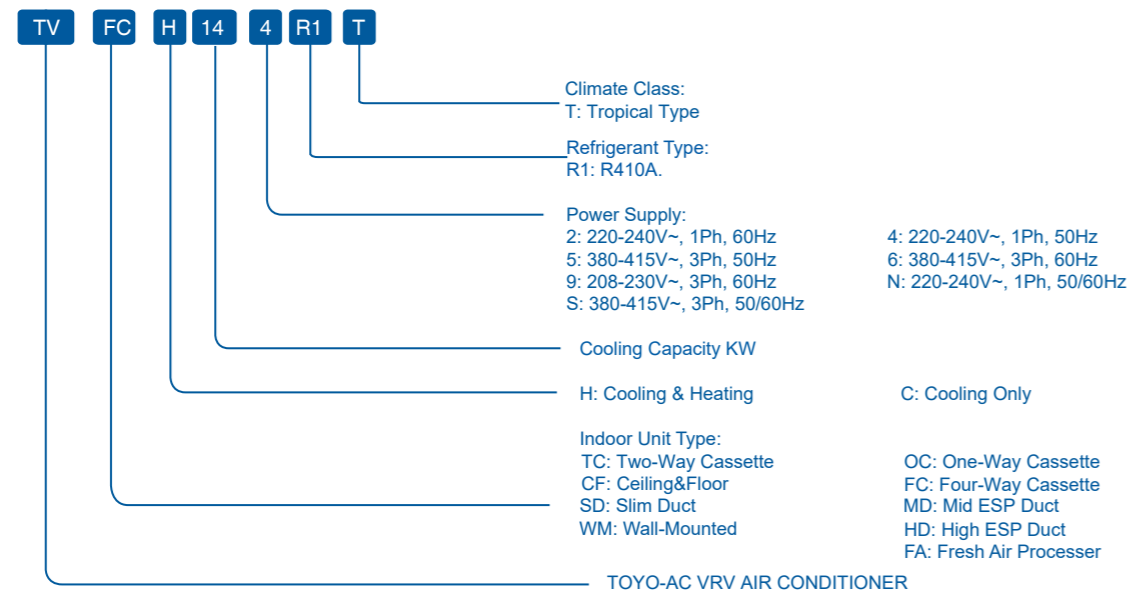 TV FC H 14 4 R1 T
Climate Class:
T: Tropical Type
Refrigerant Type:
R1: R410A.
Power Supply:
2: 220-240V~, 1Ph, 60Hz 4: 220-240V~, 1Ph, 50Hz
5: 380-415V~, 3Ph, 50Hz 6: 380-415V~, 3Ph, 60Hz
9: 208-230V~, 3Ph, 60Hz N: 220-240V~, 1Ph, 50/60Hz
S: 380-415V~, 3Ph, 50/60Hz
Cooling Capacity KW
H: Cooling & Heating C: Cooling Only
Indoor Unit Type:
TC: Two-Way Cassette OC: One-Way Cassette
CF: Ceiling&Floor FC: Four-Way Cassette
SD: Slim Duct MD: Mid ESP Duct
WM: Wall-Mounted HD: High ESP Duct
FA: Fresh Air Processer
TOYO-AC VRV AIR CONDITIONER